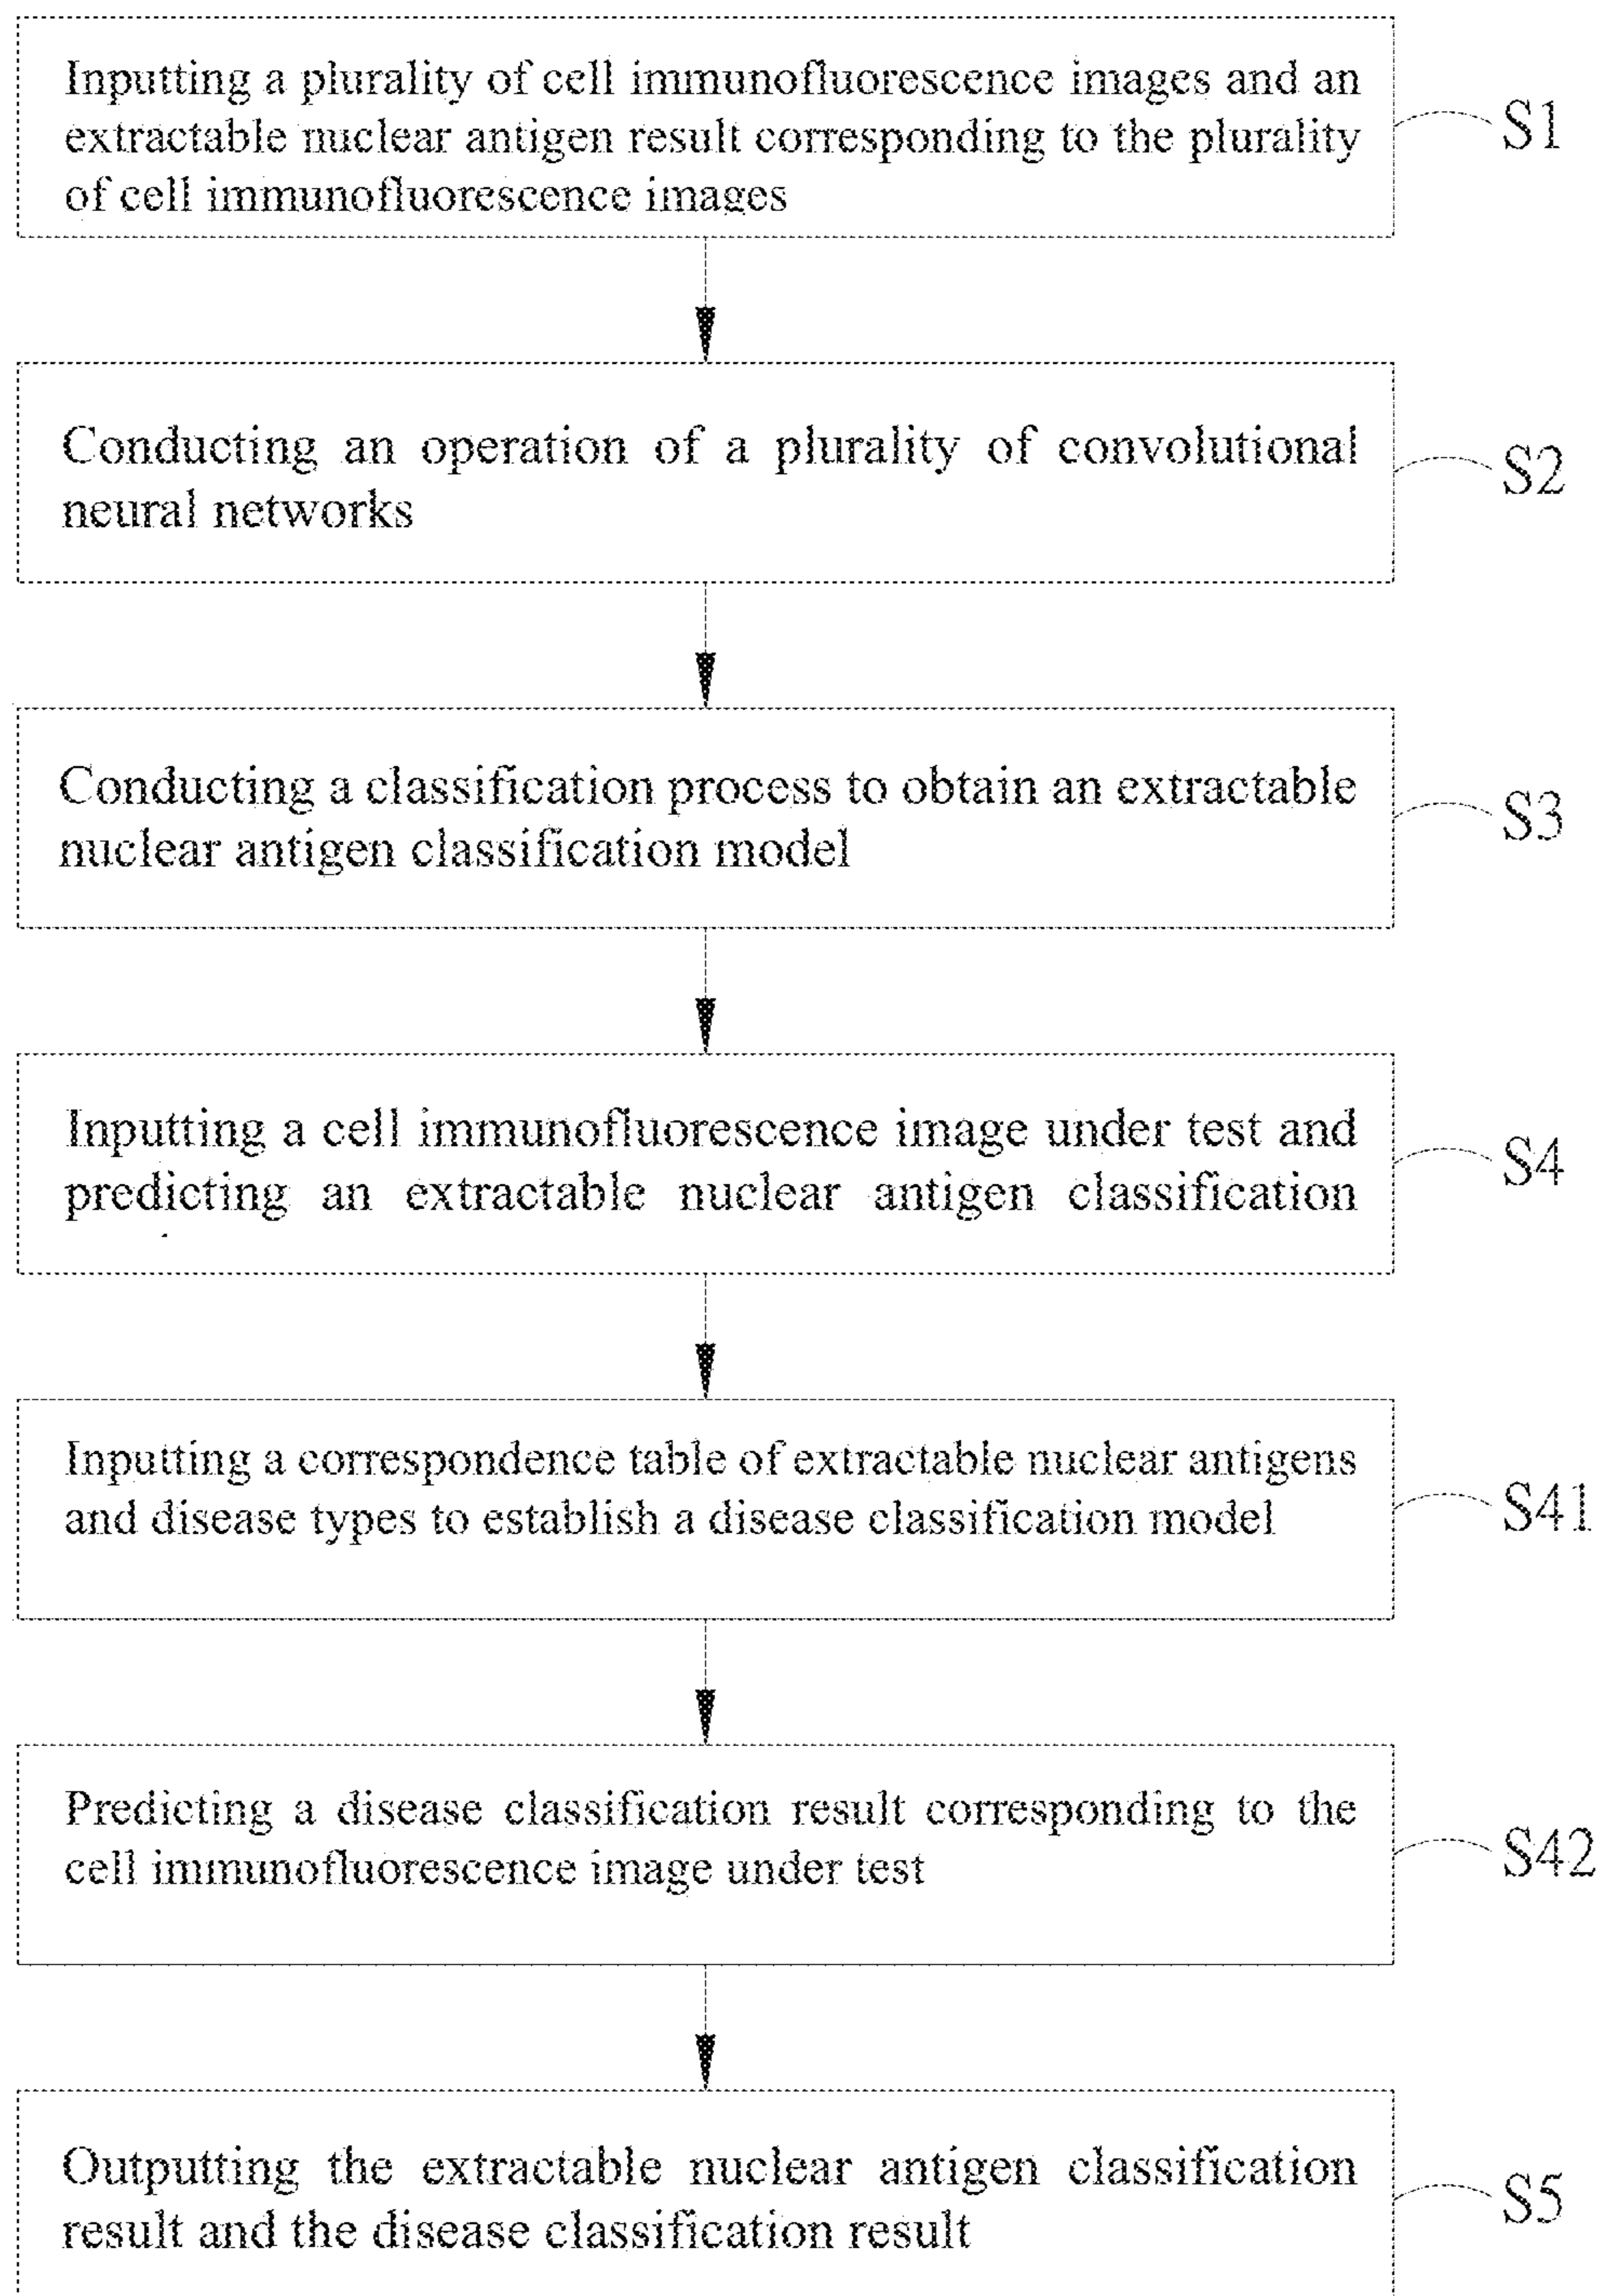 Inputting a plurality of cell immunofluorescence images and an
extractable nuclear antigen result corresponding to the plurality
of cell immunofluorescence images
S1
Conducting an operation of a plurality of convolutional
neural networks
S2
Conducting a classification process to obtain an extractable
nuclear antigen classification model
S3
Inputting a cell immunofluorescence image under test and
predicting an extractable nuclear antigen classification
S4
Inputting a correspondence table of extractable nuclear antigens
and disease types to establish a disease classification model
S41
Predicting a disease classification result corresponding to the
cell immunofluorescence image under test
S42
Outputting the extractable nuclear antigen classification
result and the disease classification result
S5